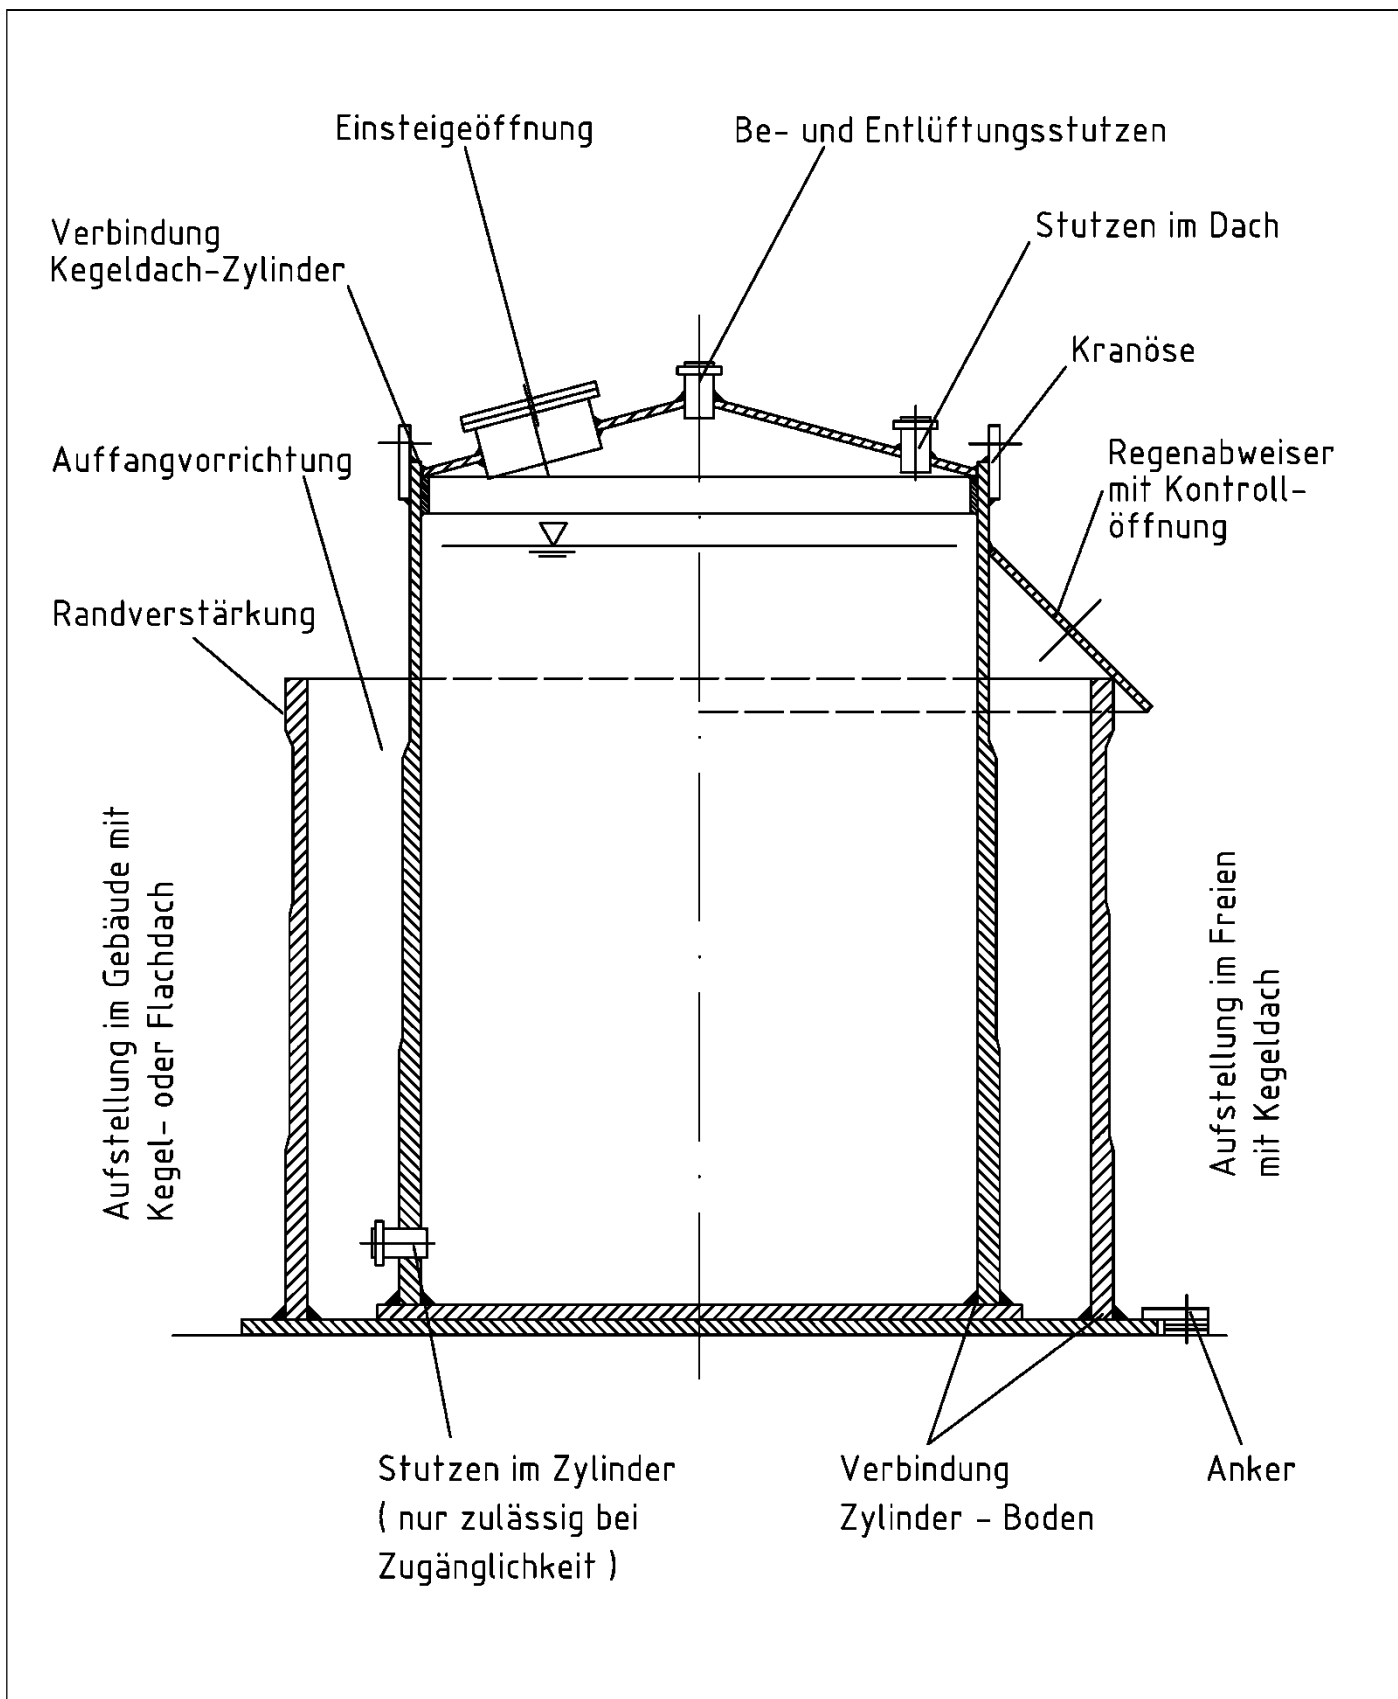 Einsteigeöffnung
Be- und Entlüftungsstutzen
Verbindung
Kegeldach-Zylinder
Stutzen im Dach
Kranöse
Auffangvorrichtung
Regenabweiser
mit Kontroll-
öffnung
Randverstärkung
Aufstellung im Gebäude mit
Kegel- oder Flachdach
Aufstellung im Freien
mit Kegeldach
Stutzen im Zylinder
( nur zulässig bei
Zugänglichkeit )
Verbindung
Zylinder - Boden
Anker